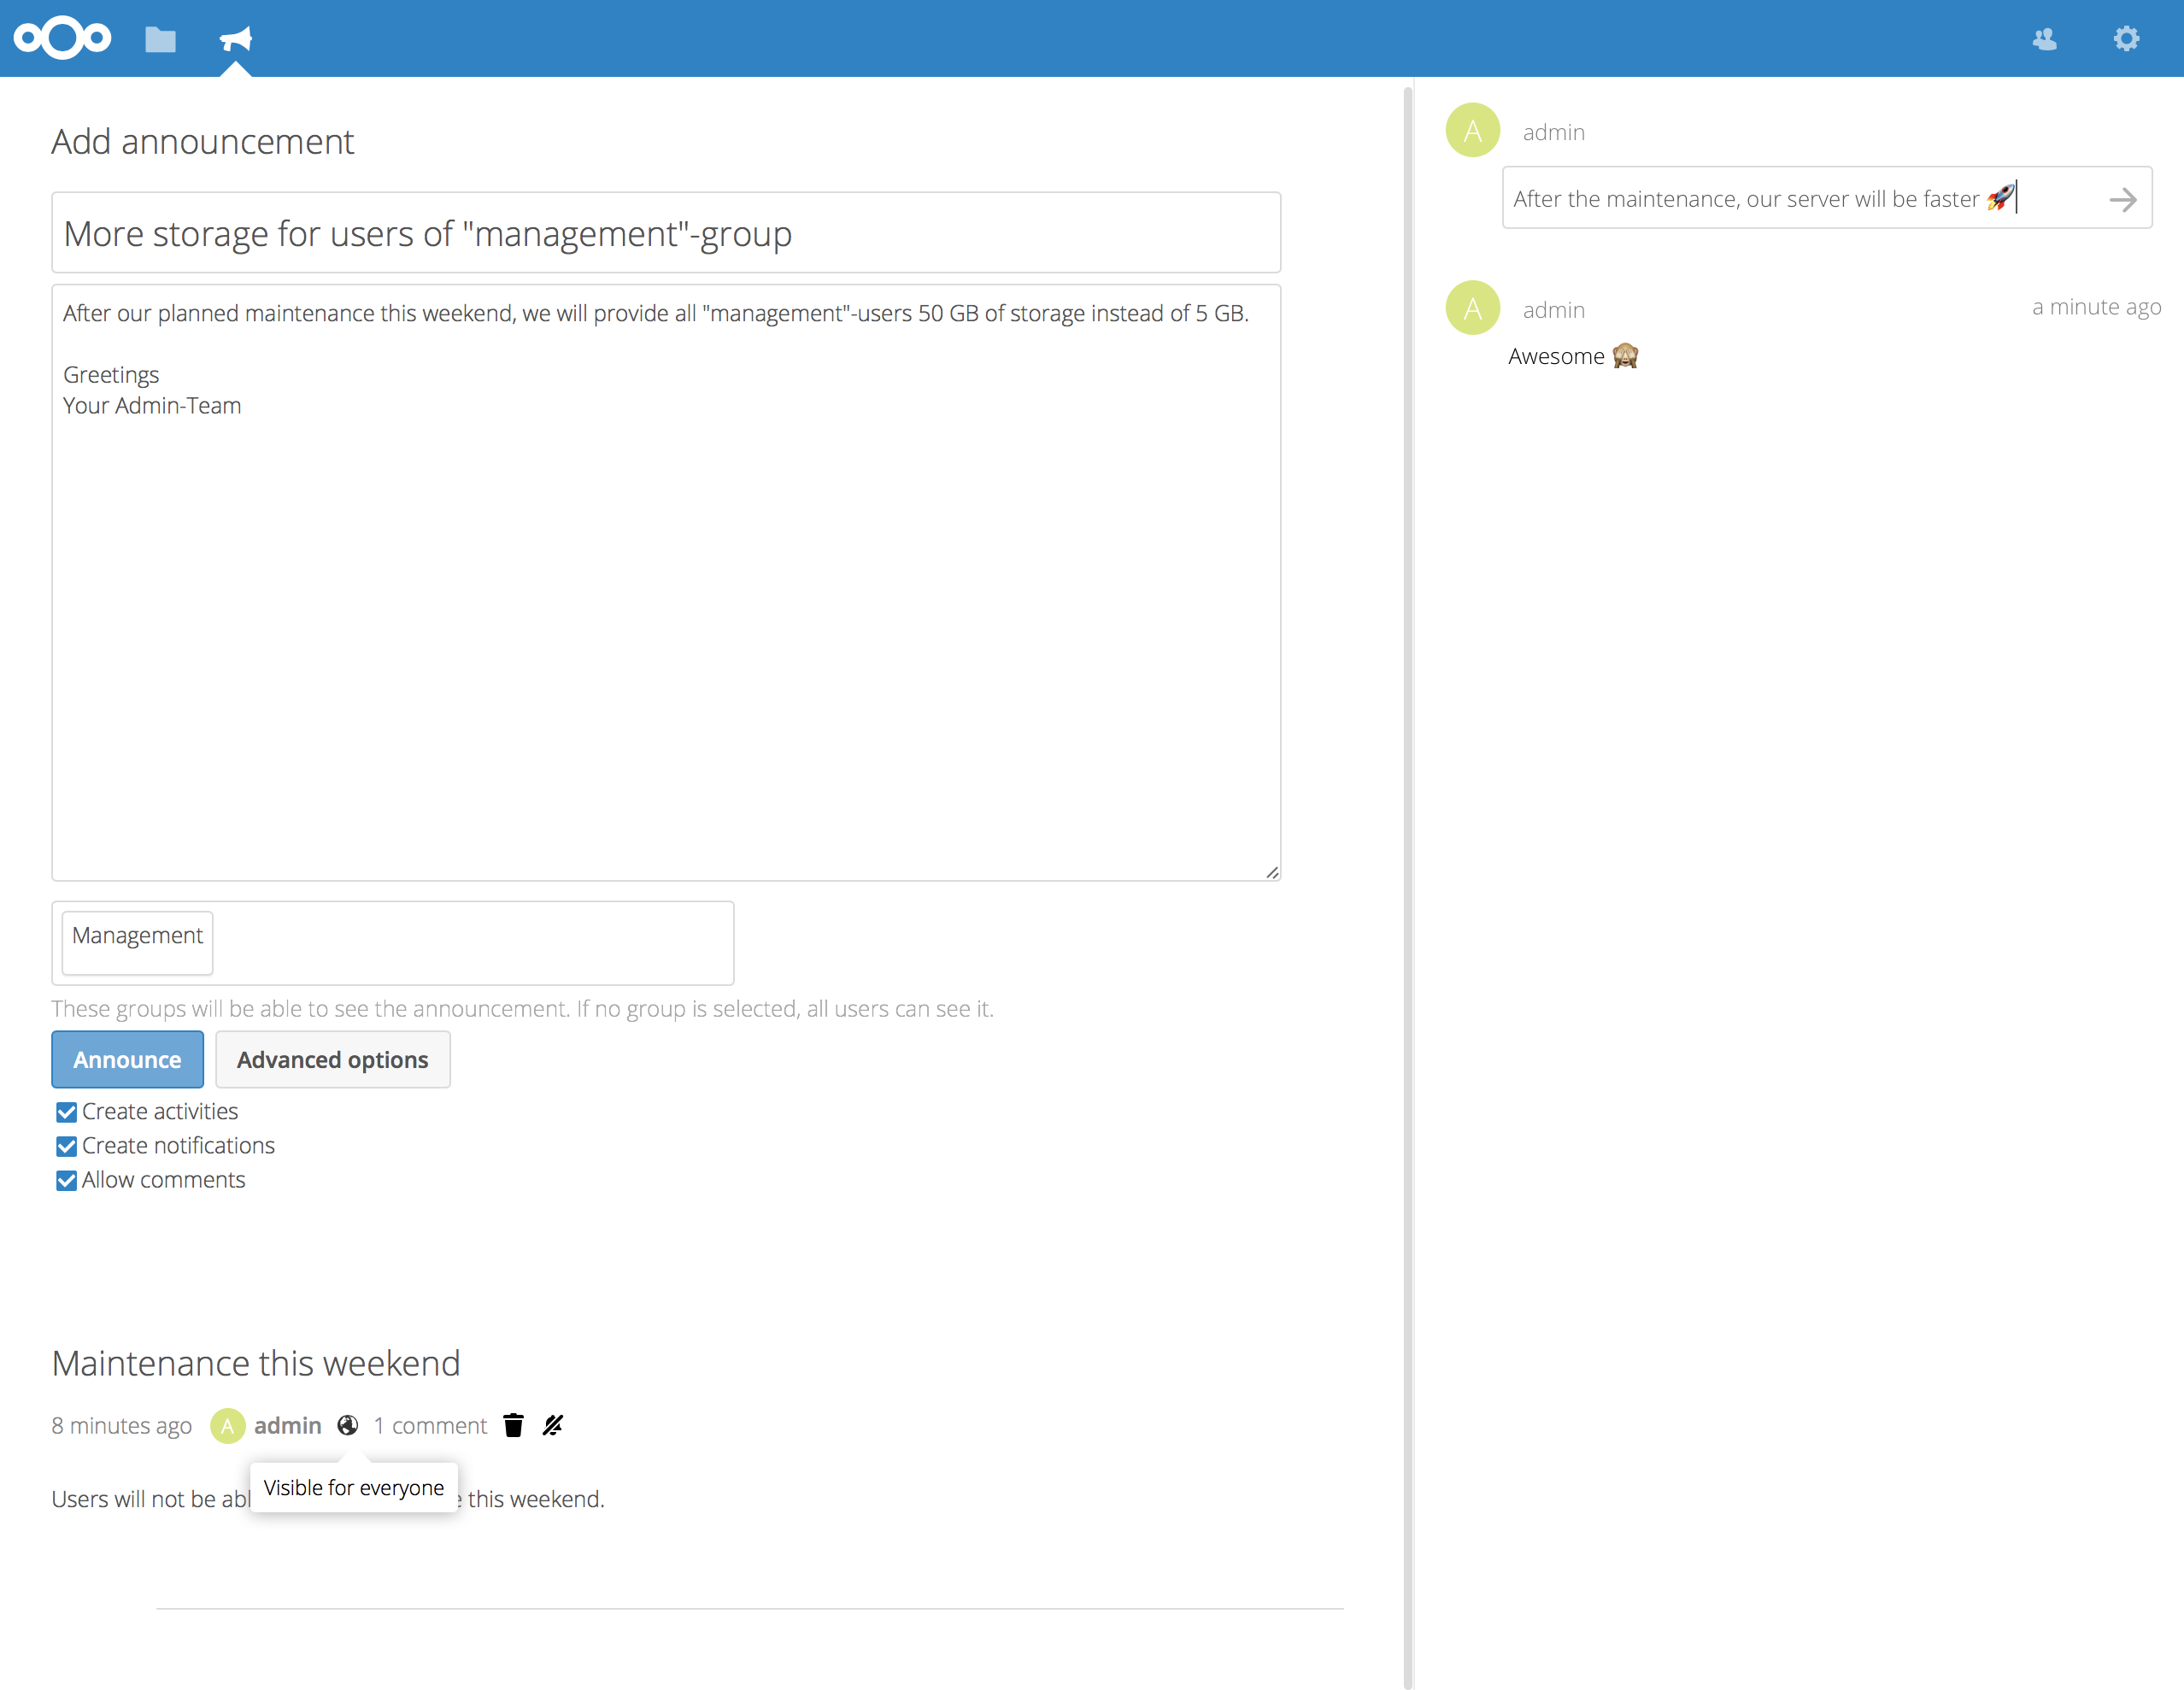 Add announcement
More storage for users of "management"-group
After our planned maintenance this weekend, we will provide all "management"-users 50 GB of storage instead of 5 GB.
Greetings
Your Admin-Team
Management
These groups will be able to see the announcement. If no group is selected, all users can see it.
Announce
Advanced options
Create activities
Create notifications
Allow comments
Maintenance this weekend
8 minutes ago A admin 1 comment
Visible for everyone
Users will not be this weekend.
A admin
After the maintenance, our server will be faster 🚀
A admin a minute ago
Awesome 🙈